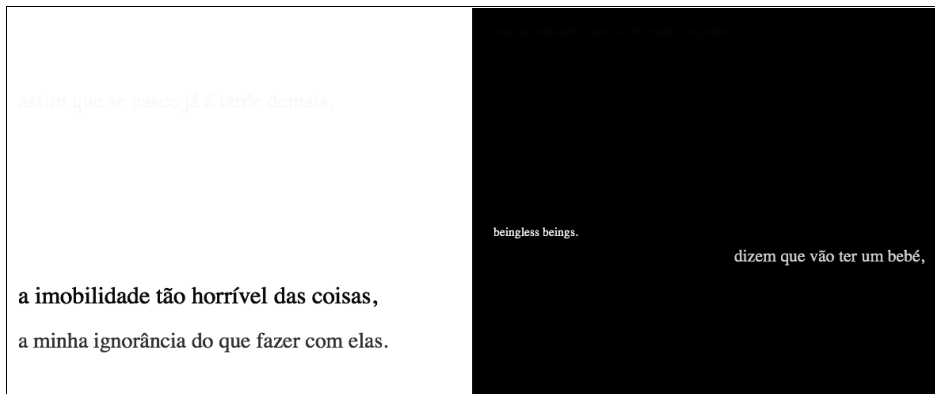 assim que se nasce já é tarde demais,
a imobilidade tão horrível das coisas,
a minha ignorância do que fazer com elas.
beingless beings.
dizem que vão ter um bebé,